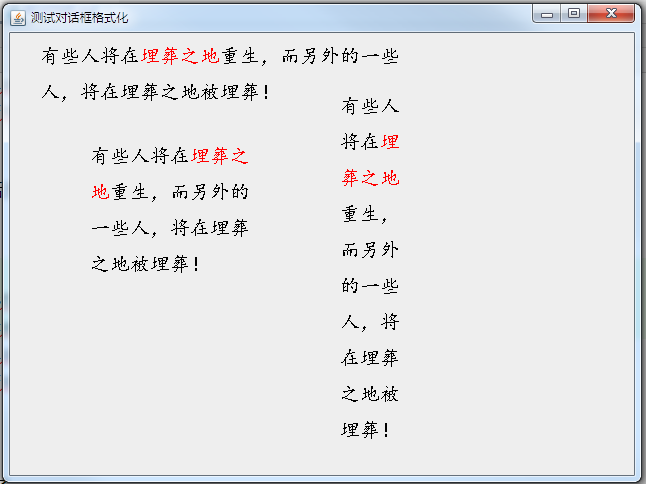 测试对话框格式化
有些人将在埋葬之地重生，而另外的一些
人，将在埋葬之地被埋葬！
有些人将在埋葬之
地重生，而另外的
一些人，将在埋葬
之地被埋葬！
有些人
将在埋
葬之地
重生，
而另外
的一些
人，将
在埋葬
之地被
埋葬！